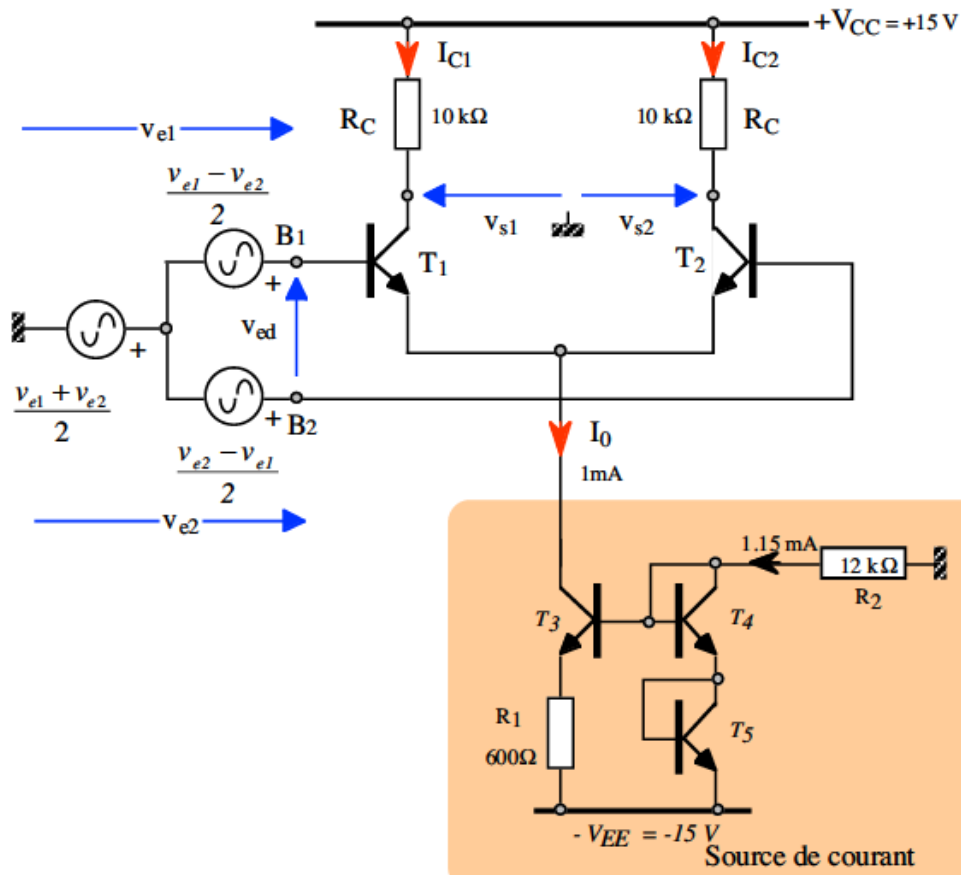 +VCC = +15 V
IC1
IC2
RC
10 kΩ
10 kΩ
RC
ve1
ve1 − ve2
2
vs1
vs2
B1
+
T1
T2
ved
+
ve1 + ve2
2
+
B2
ve2 − ve1
2
I0
1mA
ve2
1.15 mA
12 kΩ
R2
T3
T4
R1
600Ω
T5
- VEE = -15 V
Source de courant